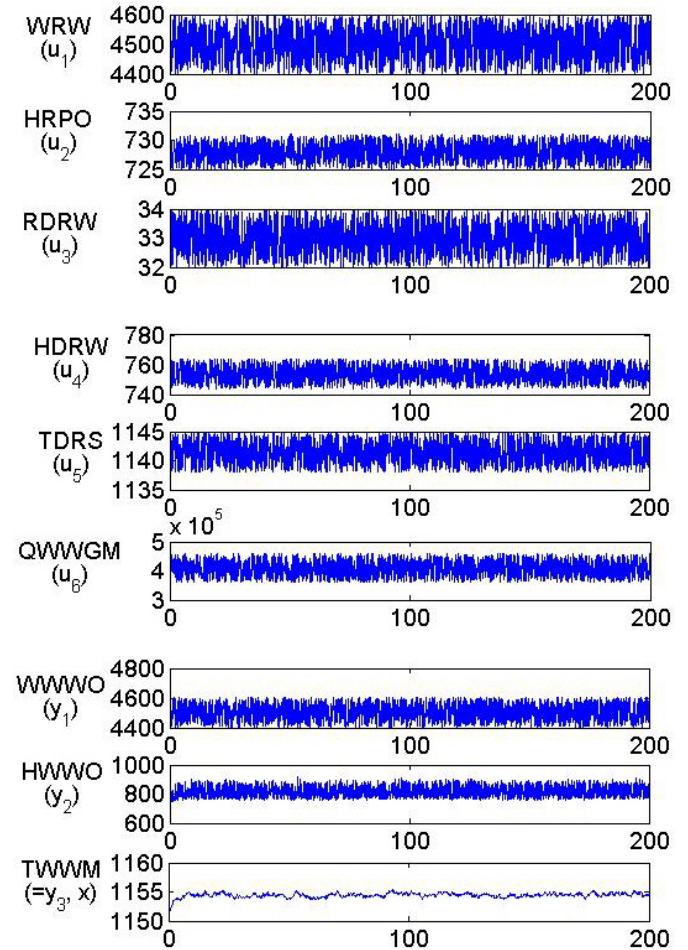 WRW
(u1)
4600
4500
4400
0
100
200
HRPO
(u2)
735
730
725
0
100
200
RDRW
(u3)
34
33
32
0
100
200
HDRW
(u4)
780
760
740
0
100
200
TDRS
(u5)
1145
1140
1135
0
100
200
x 10^5
QWWGM
(u6)
5
4
3
0
100
200
WWWO
(y1)
4800
4600
4400
0
100
200
HWWO
(y2)
1000
800
600
0
100
200
TWWM
(=y3, x)
1160
1155
1150
0
100
200